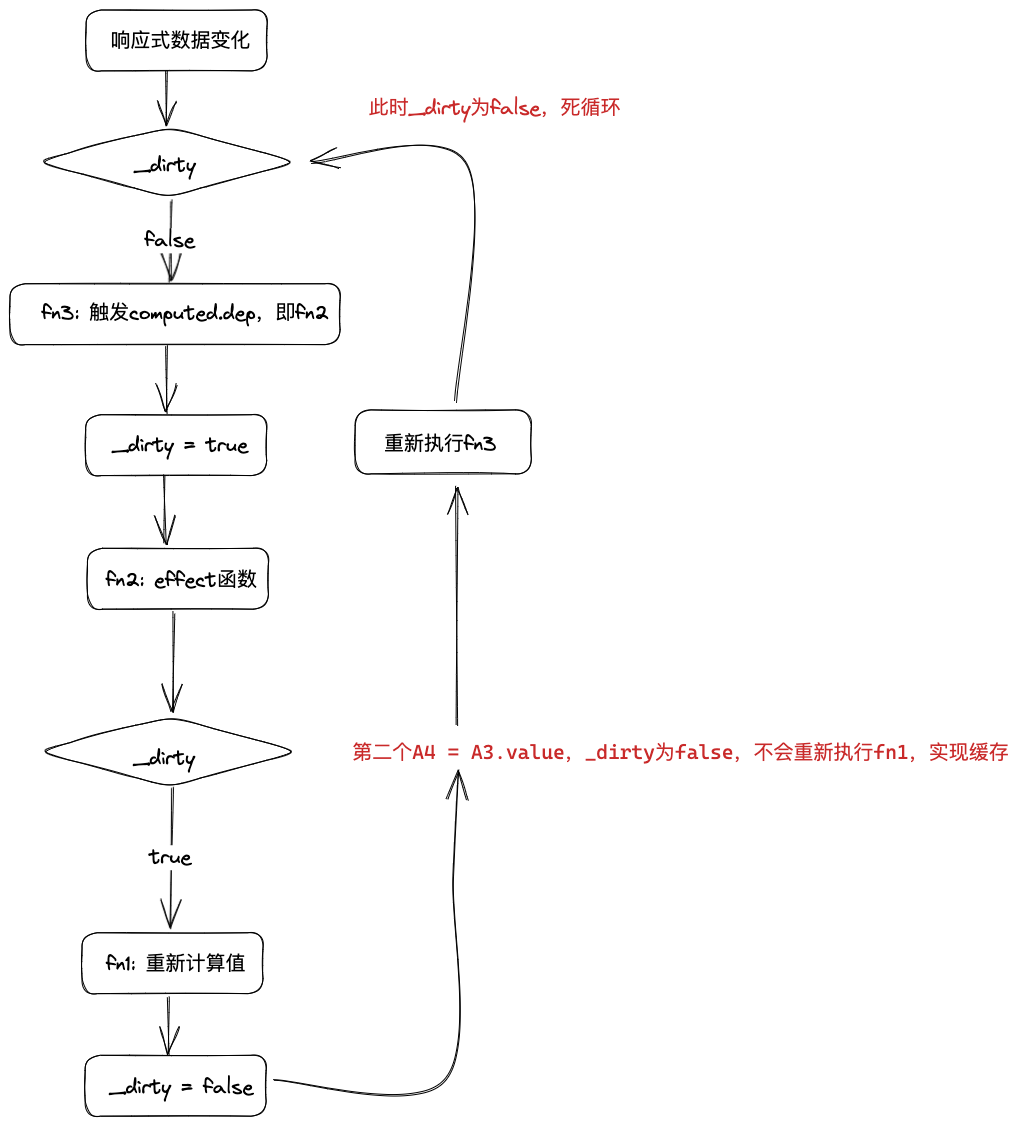 响应式数据变化
此时_dirty为false，死循环
_dirty
false
fn3: 触发computed.dep，即fn2
_dirty = true
重新执行fn3
fn2: effect函数
_dirty
第二个A4 = A3.value，_dirty为false，不会重新执行fn1，实现缓存
true
fn1: 重新计算值
_dirty = false